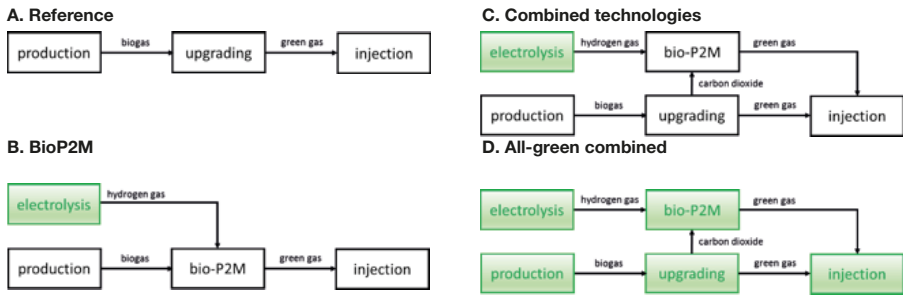 A. Reference
biogas
green gas
production
upgrading
injection
B. BioP2M
hydrogen gas
electrolysis
biogas
green gas
production
bio-P2M
injection
C. Combined technologies
hydrogen gas
green gas
electrolysis
bio-P2M
carbon dioxide
biogas
green gas
production
upgrading
injection
D. All-green combined
hydrogen gas
green gas
electrolysis
bio-P2M
carbon dioxide
biogas
green gas
production
upgrading
injection